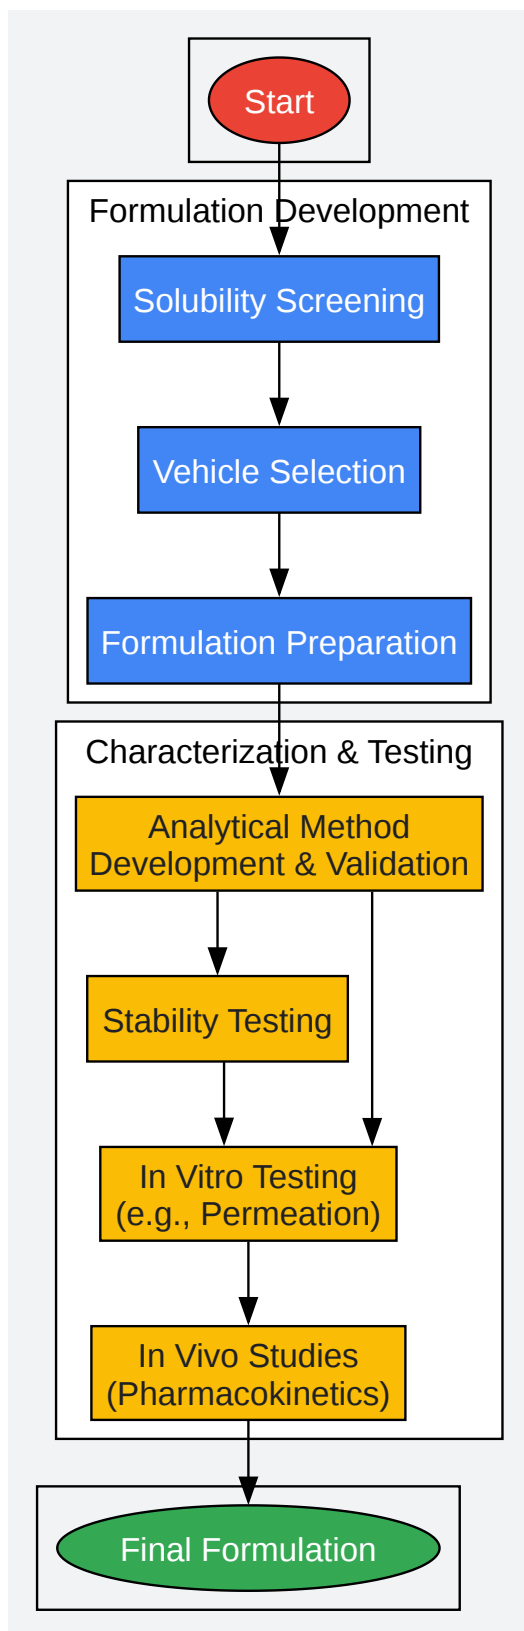 Start
Formulation Development
Solubility Screening
Vehicle Selection
Formulation Preparation
Characterization & Testing
Analytical Method
Development & Validation
Stability Testing
In Vitro Testing
(e.g., Permeation)
In Vivo Studies
(Pharmacokinetics)
Final Formulation